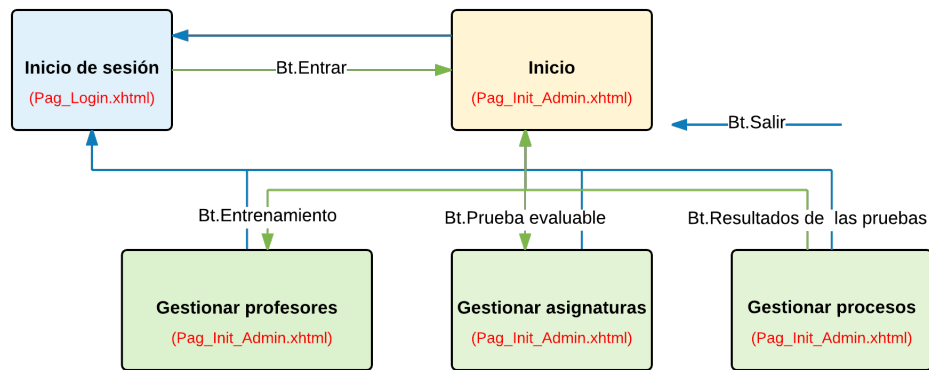 Inicio de sesión
(Pag_Login.xhtml)
Bt.Entrar
Inicio
(Pag_Init_Admin.xhtml)
Bt.Salir
Bt.Entrenamiento
Bt.Prueba evaluable
Bt.Resultados de las pruebas
Gestionar profesores
(Pag_Init_Admin.xhtml)
Gestionar asignaturas
(Pag_Init_Admin.xhtml)
Gestionar procesos
(Pag_Init_Admin.xhtml)